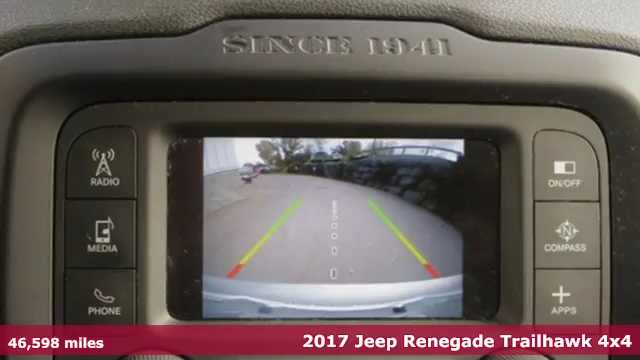 SINCE 1941
RADIO
ON/OFF
MEDIA
N
COMPASS
PHONE
APPS
46,598 miles
2017 Jeep Renegade Trailhawk 4x4